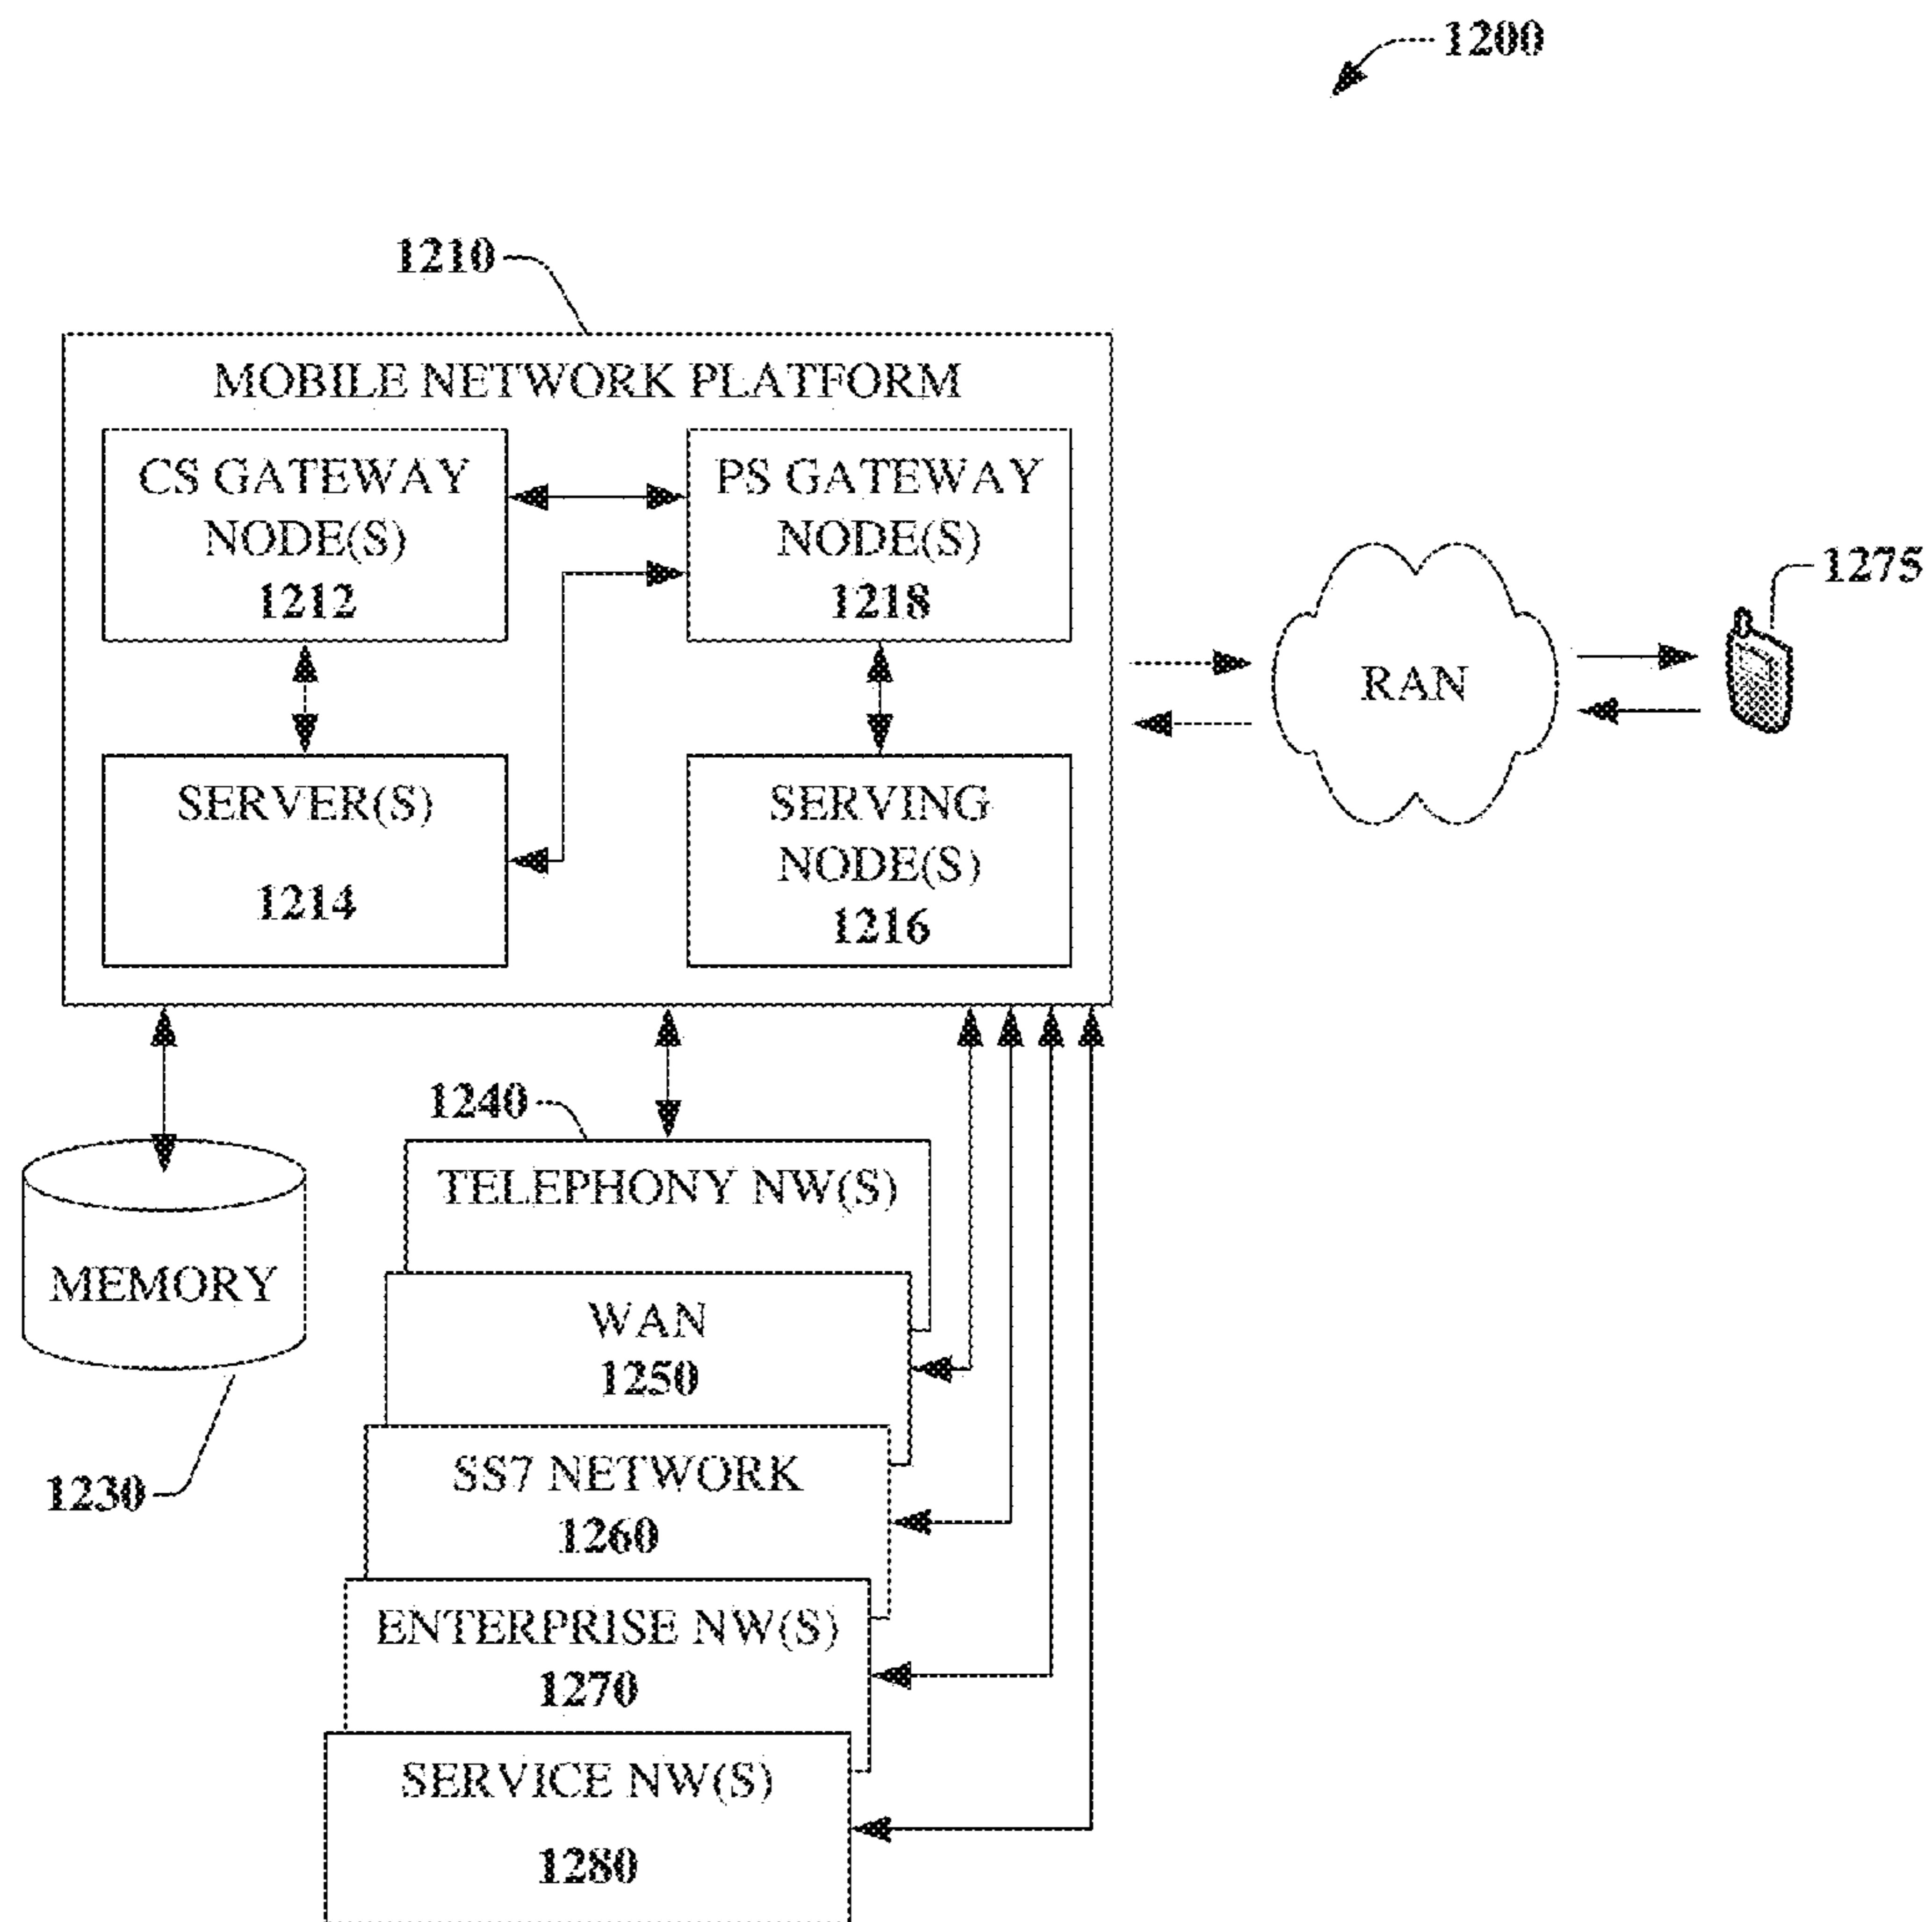 1200
1210
MOBILE NETWORK PLATFORM
CS GATEWAY
NODE(S)
1212
PS GATEWAY
NODE(S)
1218
SERVER(S)
1214
SERVING
NODE(S)
1216
RAN
1275
1240
TELEPHONY NW(S)
MEMORY
1230
WAN
1250
SS7 NETWORK
1260
ENTERPRISE NW(S)
1270
SERVICE NW(S)
1280